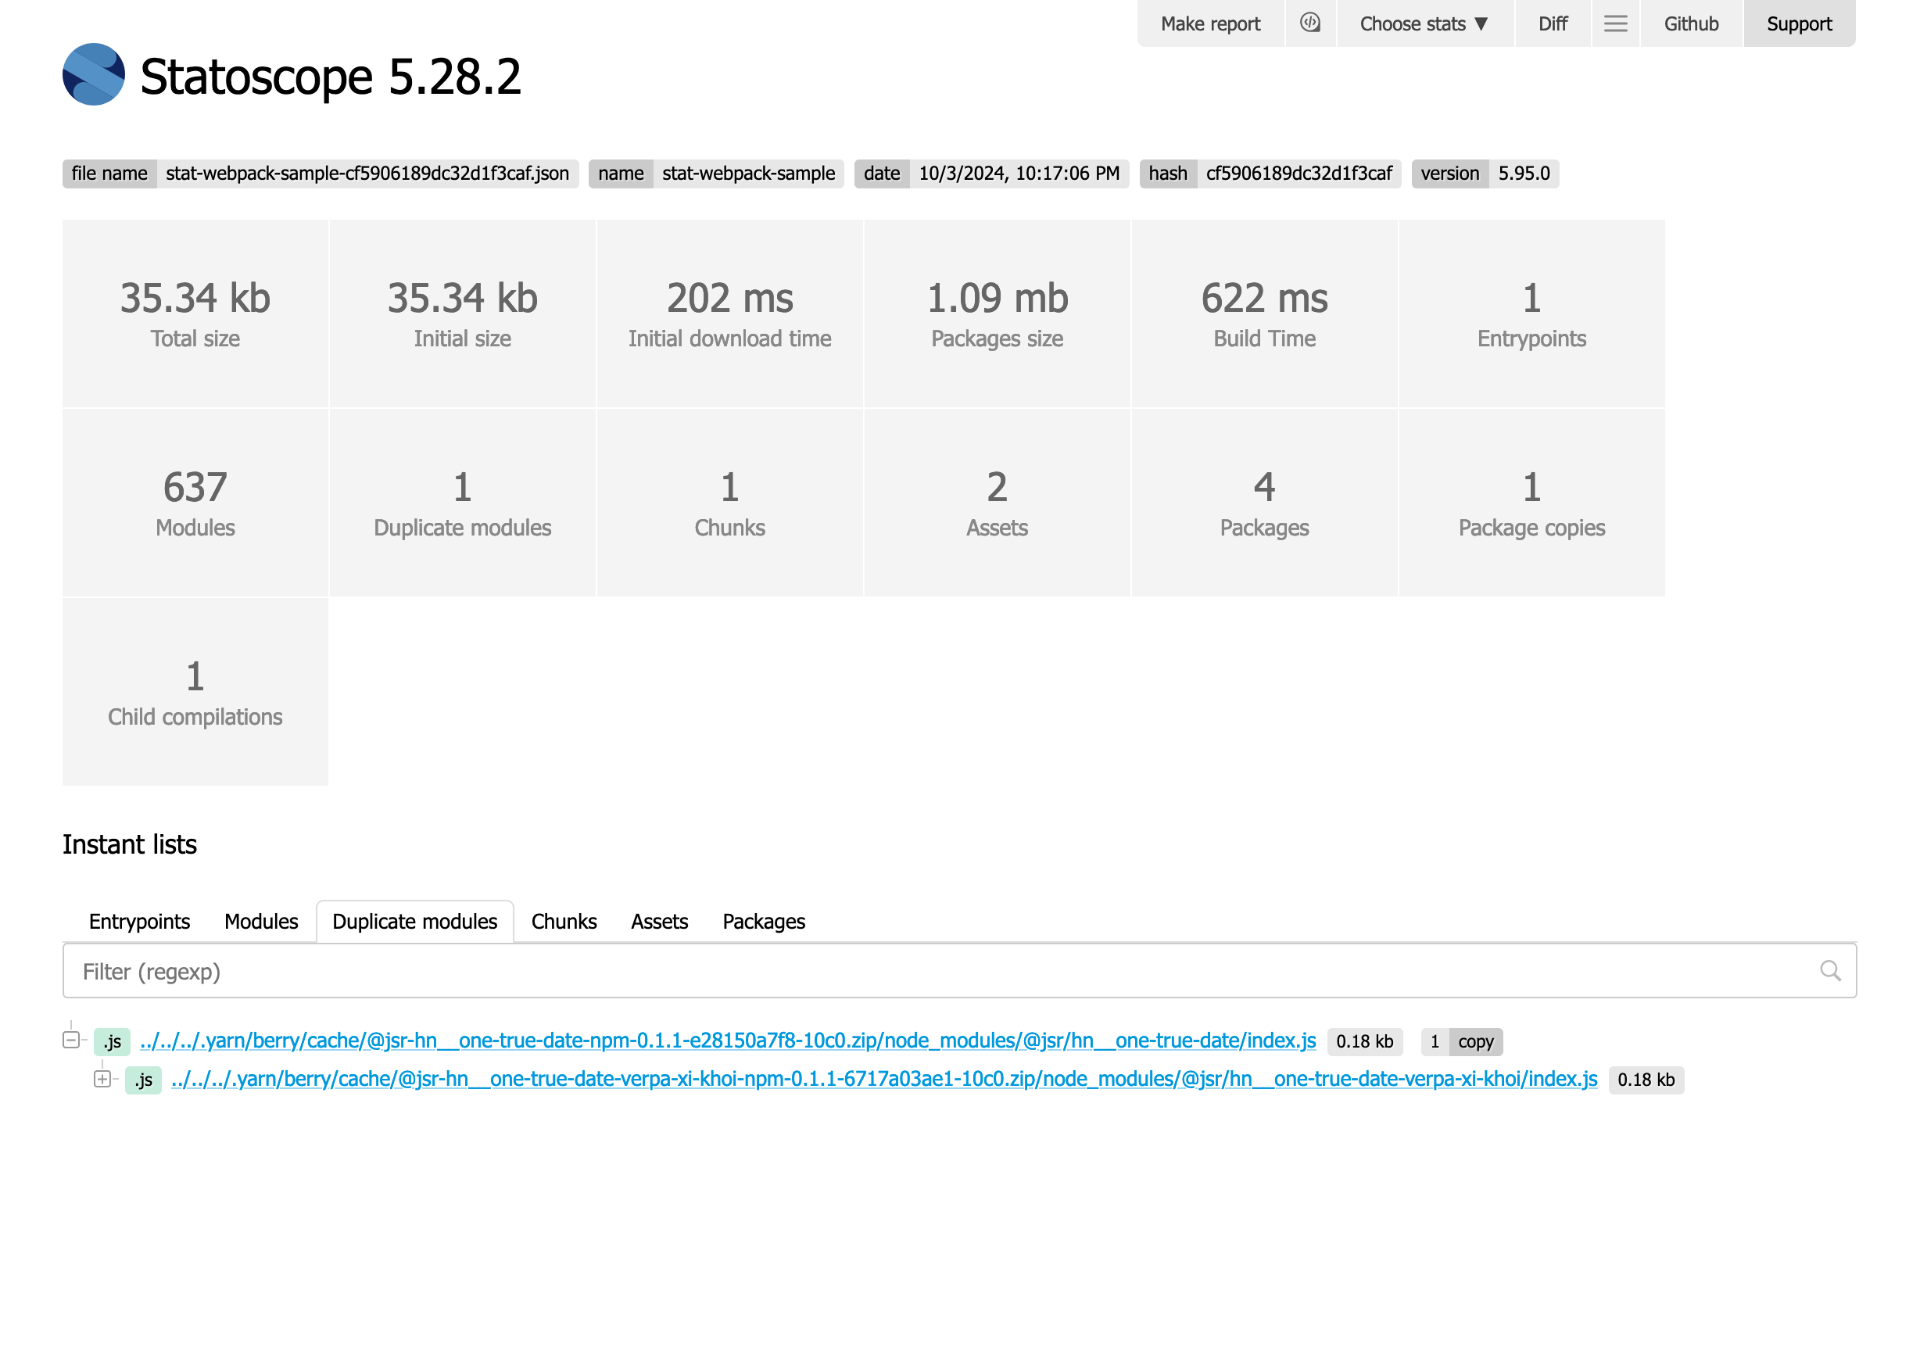 Make report
Choose stats ▼
Diff
Github
Support
Statoscope 5.28.2
file name stat-webpack-sample-cf5906189dc32d1f3caf.json name stat-webpack-sample date 10/3/2024, 10:17:06 PM hash cf5906189dc32d1f3caf version 5.95.0
35.34 kb
Total size
35.34 kb
Initial size
202 ms
Initial download time
1.09 mb
Packages size
622 ms
Build Time
1
Entrypoints
637
Modules
1
Duplicate modules
1
Chunks
2
Assets
4
Packages
1
Package copies
1
Child compilations
Instant lists
Entrypoints Modules Duplicate modules Chunks Assets Packages
Filter (regexp)
.js ../../../.yarn/berry/cache/@jsr-hn__one-true-date-npm-0.1.1-e28150a7f8-10c0.zip/node_modules/@jsr/hn__one-true-date/index.js 0.18 kb 1 copy
.js ../../../.yarn/berry/cache/@jsr-hn__one-true-date-verpa-xi-khoi-npm-0.1.1-6717a03ae1-10c0.zip/node_modules/@jsr/hn__one-true-date-verpa-xi-khoi/index.js 0.18 kb